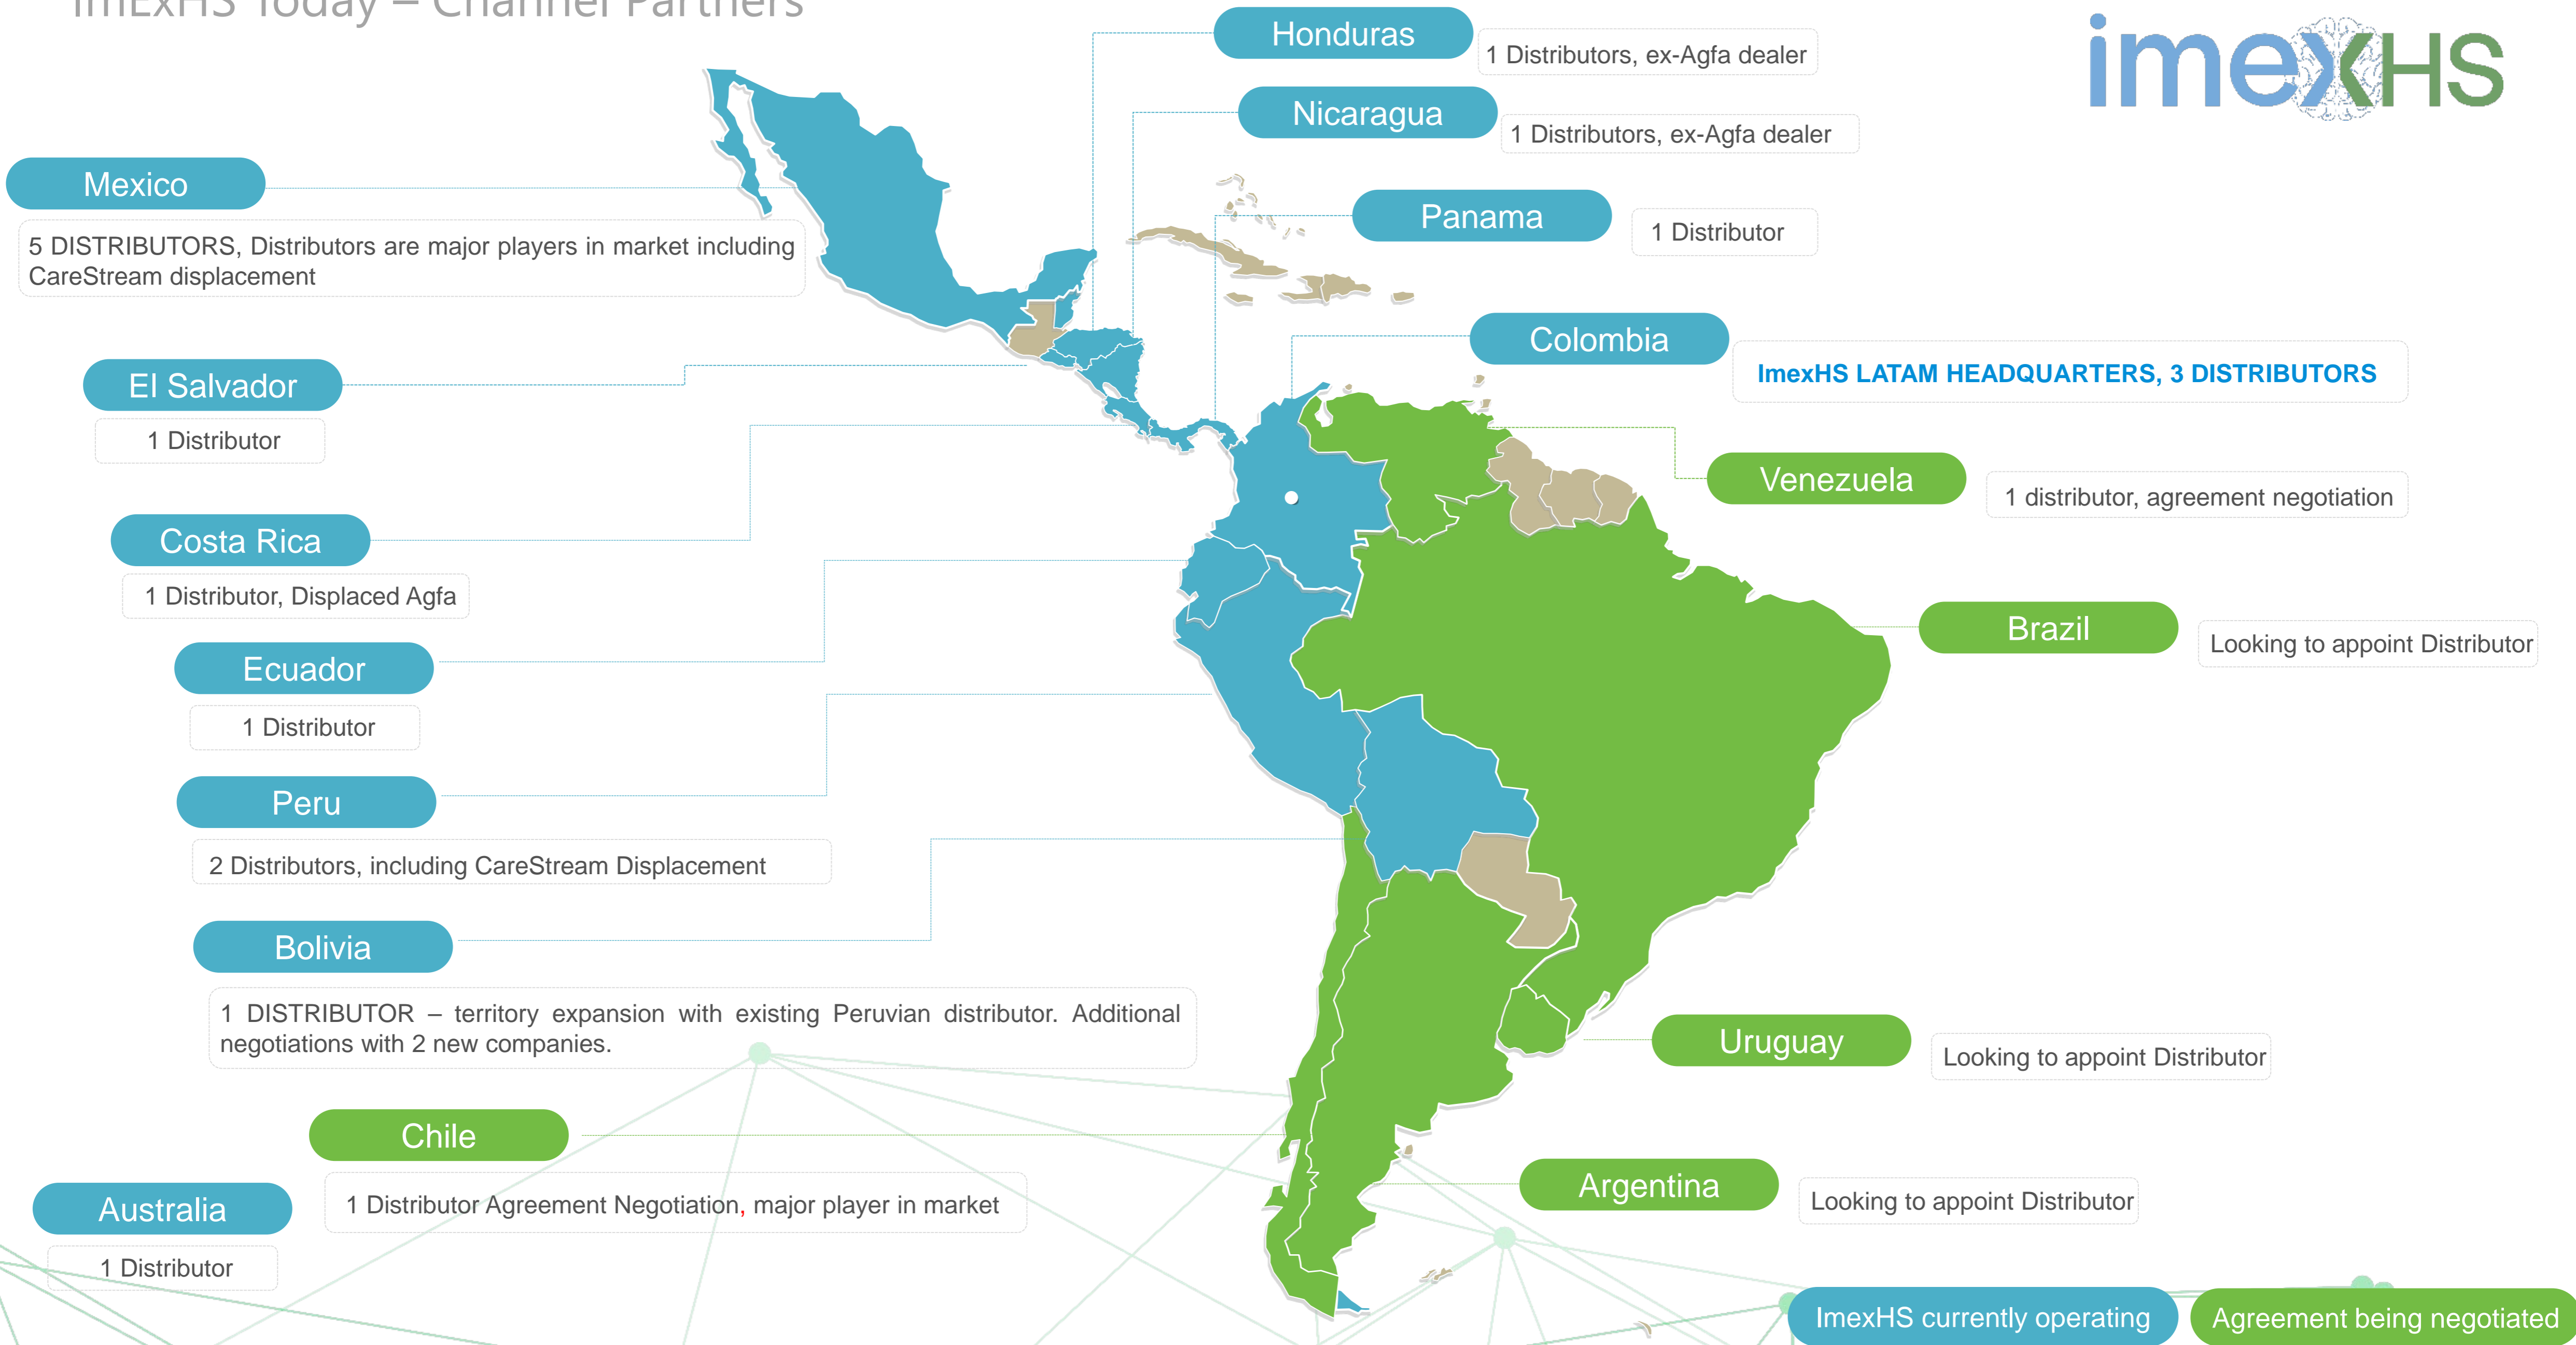 ImExHS Today – Channel Partners
imexHS
Honduras
1 Distributors, ex-Agfa dealer
Nicaragua
1 Distributors, ex-Agfa dealer
Mexico
5 DISTRIBUTORS, Distributors are major players in market including
CareStream displacement
Panama
1 Distributor
Colombia
ImexHS LATAM HEADQUARTERS, 3 DISTRIBUTORS
El Salvador
1 Distributor
Venezuela
1 distributor, agreement negotiation
Costa Rica
1 Distributor, Displaced Agfa
Brazil
Looking to appoint Distributor
Ecuador
1 Distributor
Peru
2 Distributors, including CareStream Displacement
Bolivia
1 DISTRIBUTOR – territory expansion with existing Peruvian distributor. Additional
negotiations with 2 new companies.
Uruguay
Looking to appoint Distributor
Chile
1 Distributor Agreement Negotiation, major player in market
Argentina
Looking to appoint Distributor
Australia
1 Distributor
ImexHS currently operating
Agreement being negotiated